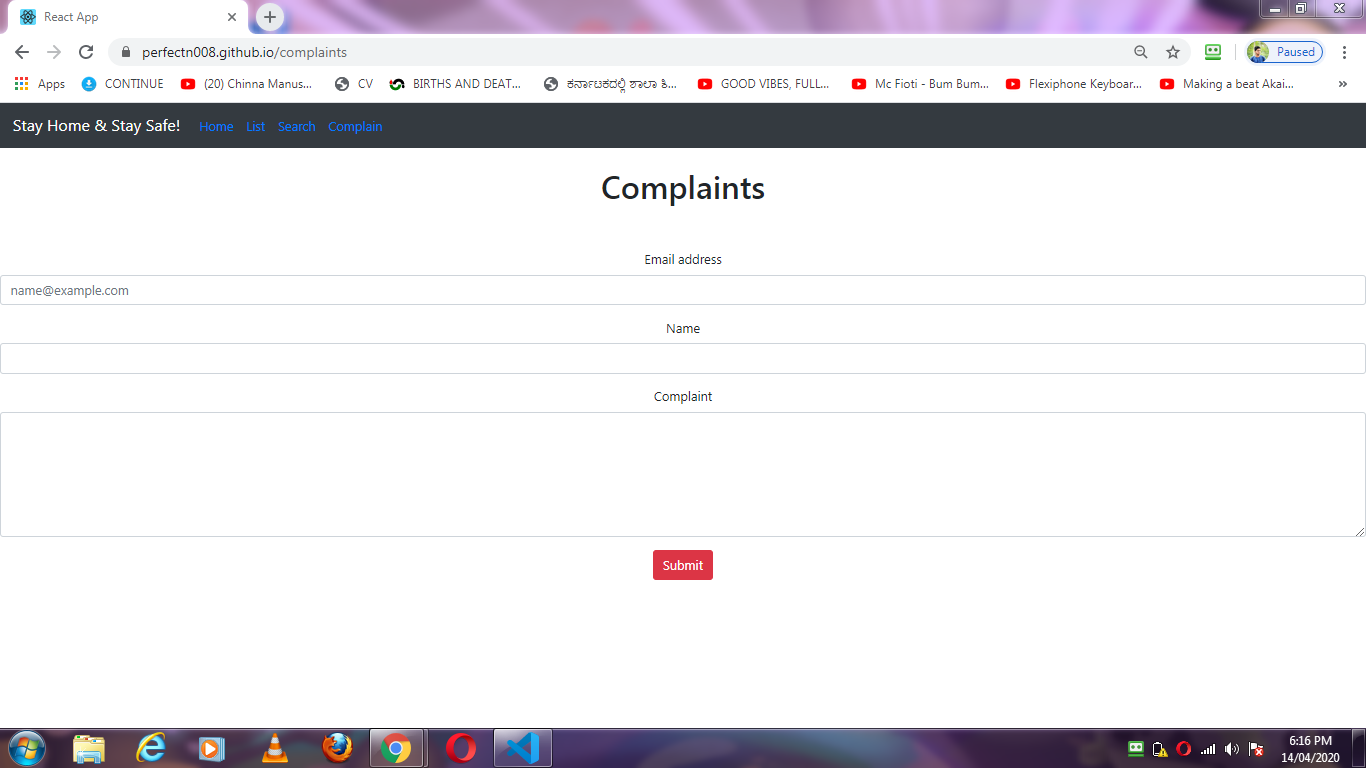 React App
perfectn008.github.io/complaints
Paused
Apps CONTINUE (20) Chinna Manus... CV BIRTHS AND DEAT... ಕರ್ನಾಟಕದಲ್ಲಿ ಶಾಲಾ ಶಿ... GOOD VIBES, FULL... Mc Fioti - Bum Bum... Flexiphone Keyboar... Making a beat Akai... »
Stay Home & Stay Safe! Home List Search Complain
Complaints
Email address
name@example.com
Name
Complaint
Submit
6:16 PM
14/04/2020